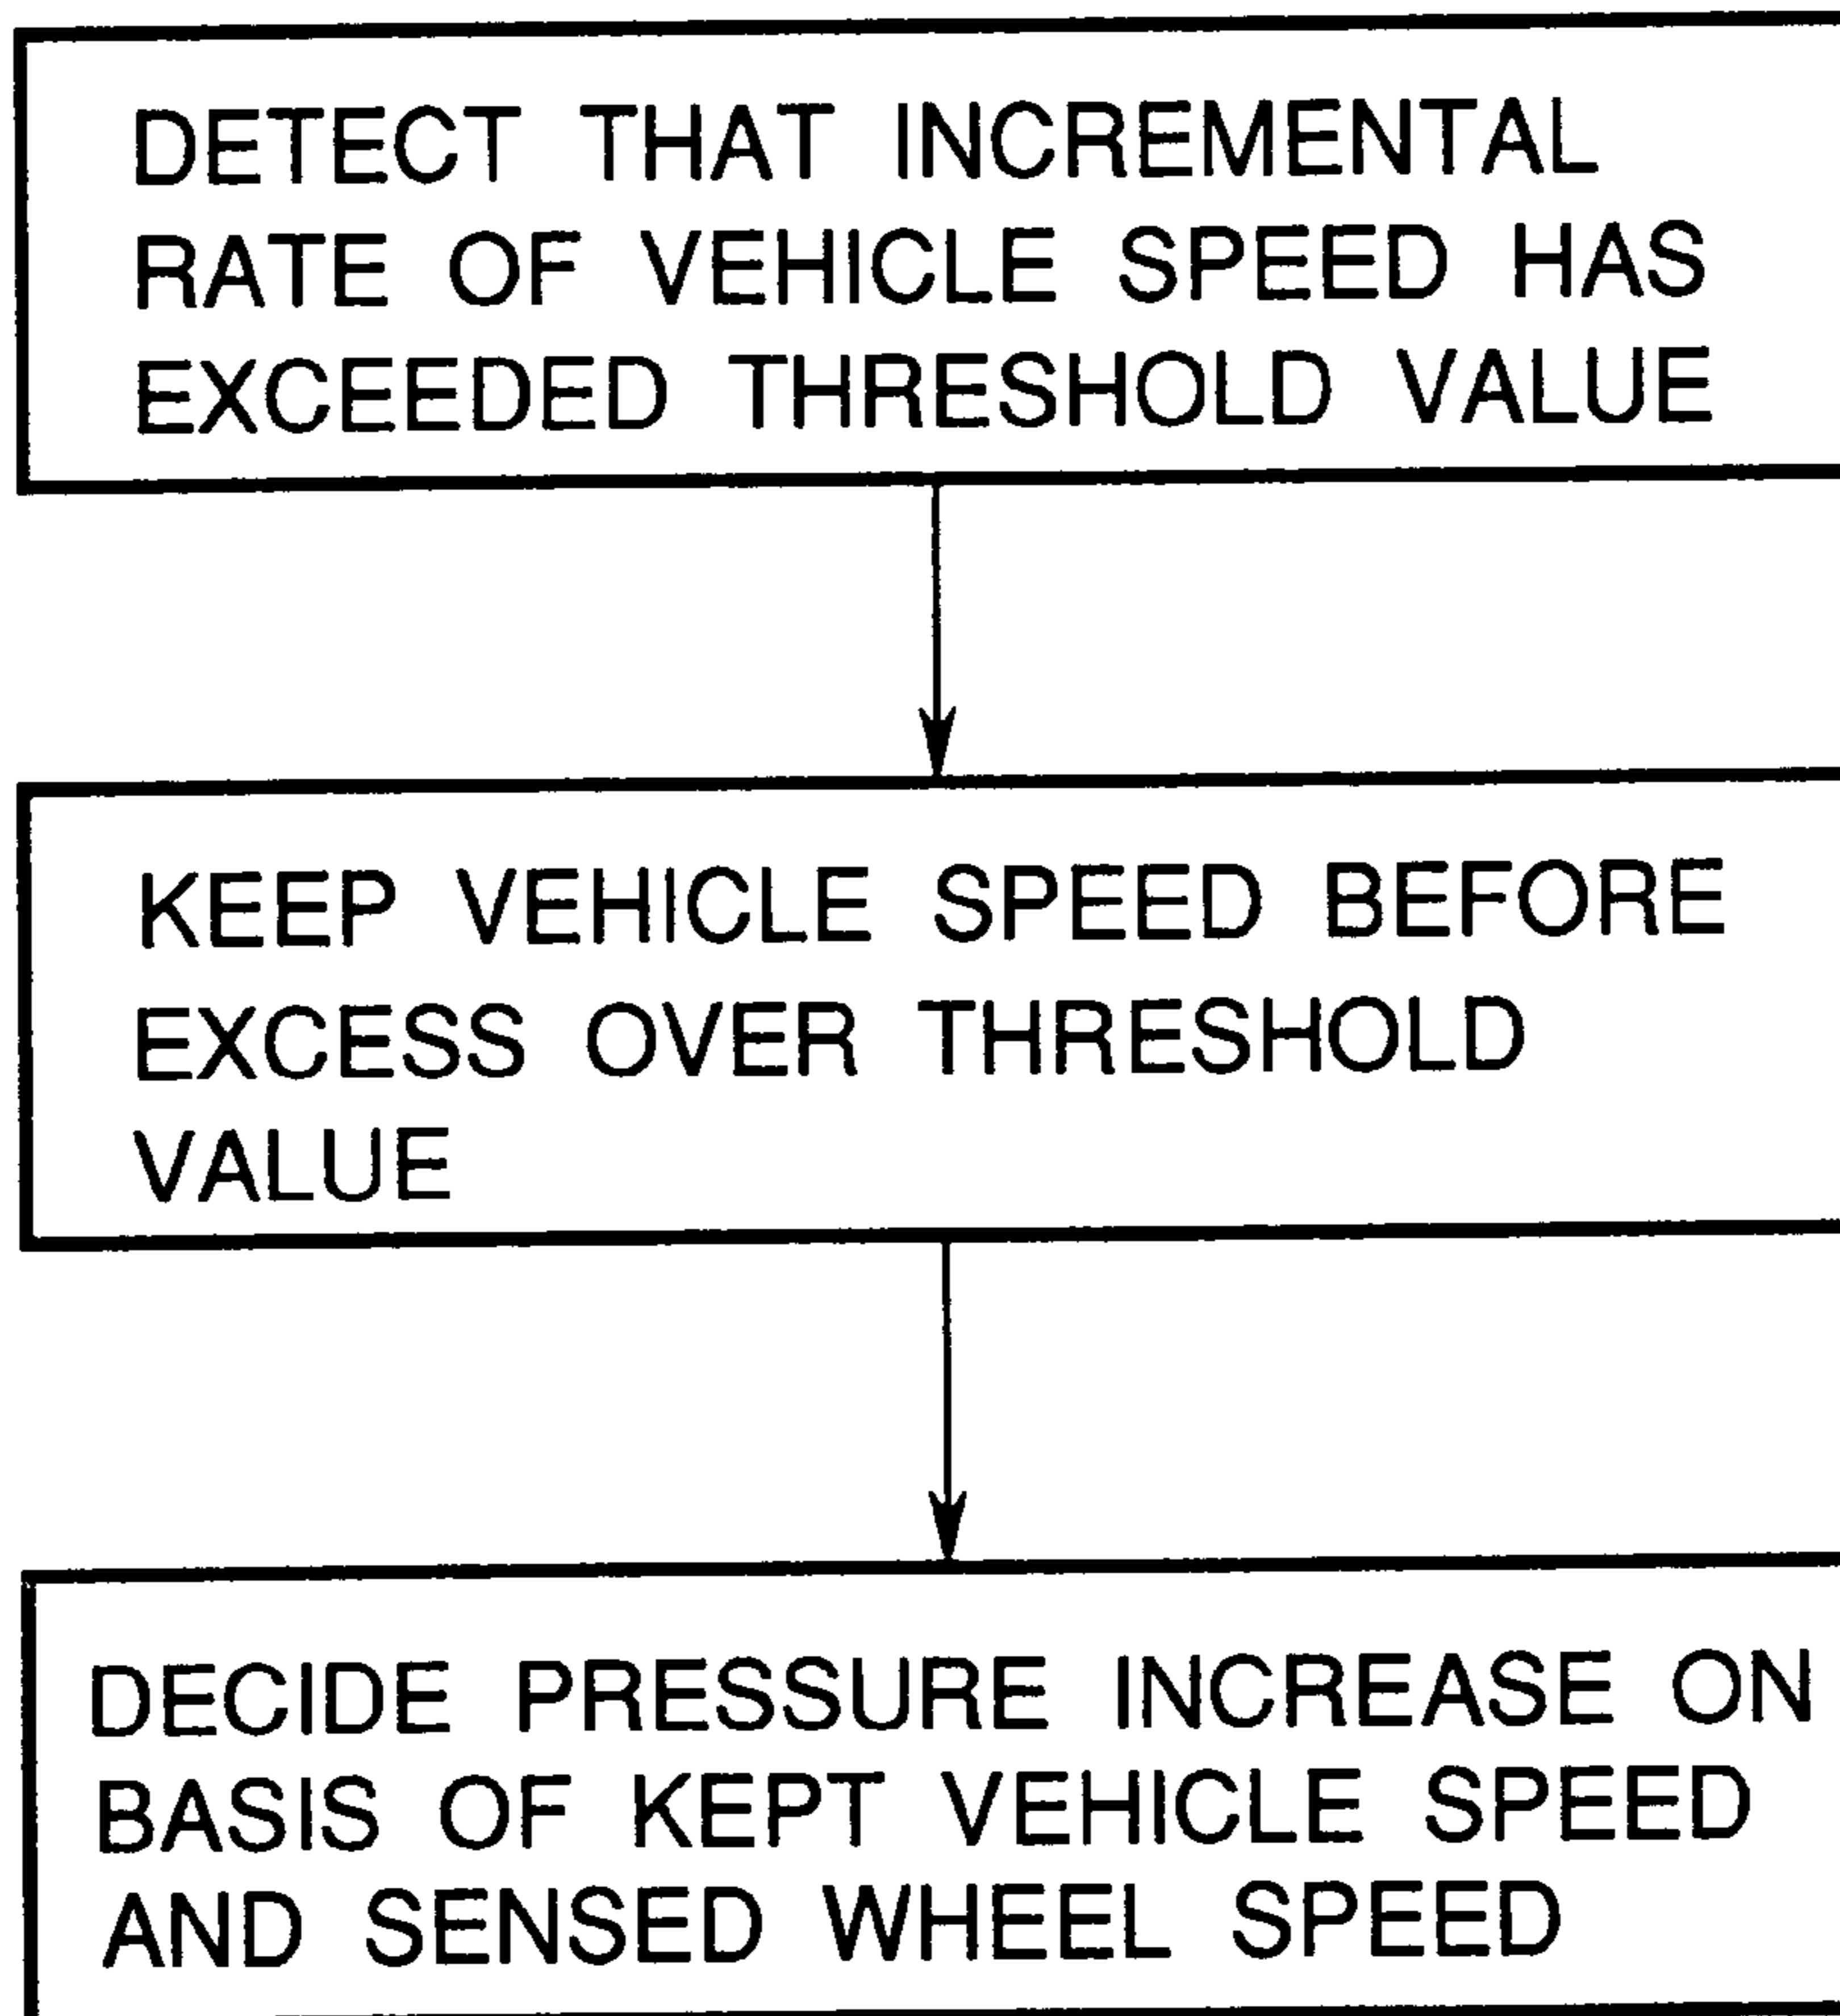 DETECT THAT INCREMENTAL
RATE OF VEHICLE SPEED HAS
EXCEEDED THRESHOLD VALUE
KEEP VEHICLE SPEED BEFORE
EXCESS OVER THRESHOLD
VALUE
DECIDE PRESSURE INCREASE ON
BASIS OF KEPT VEHICLE SPEED
AND SENSED WHEEL SPEED